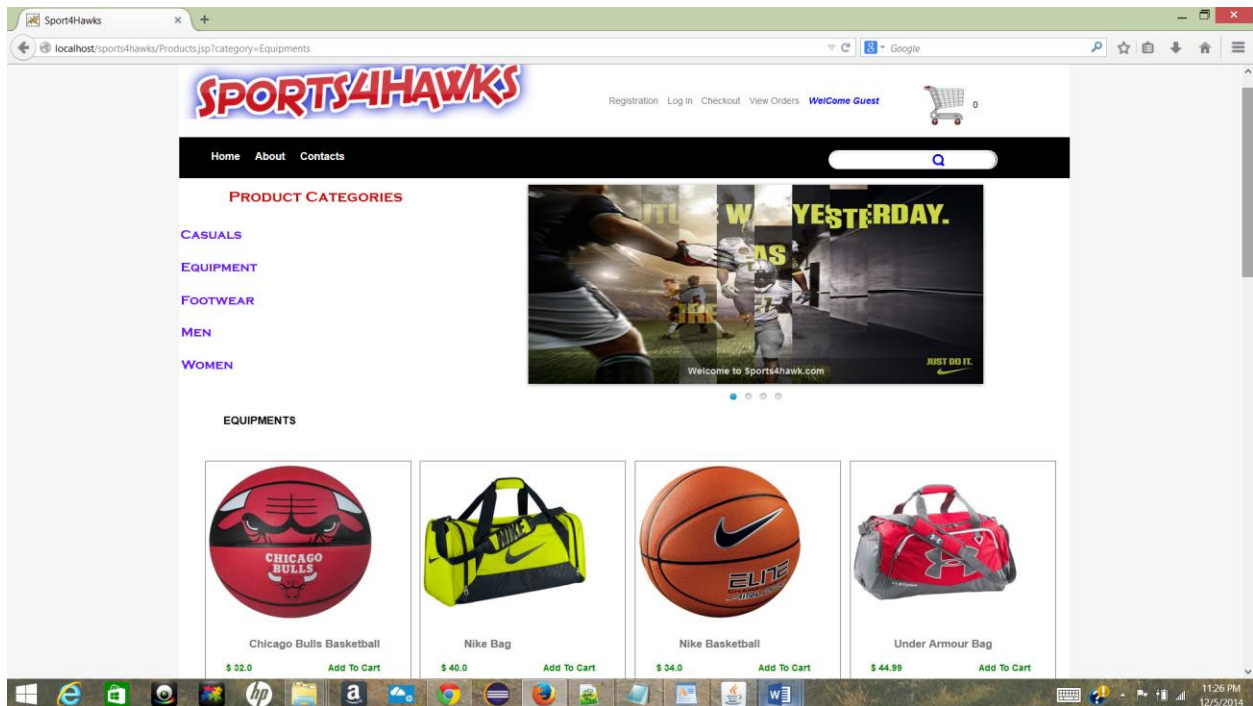 Sport4Hawks
localhost/sports4hawks/Products.jsp?category=Equipments
Google
SPORTS4HAWKS
Registration Log In Checkout View Orders WelCome Guest 0
Home About Contacts
PRODUCT CATEGORIES
CASUALS
EQUIPMENT
FOOTWEAR
MEN
WOMEN
YESTERDAY.
AS
JUST DO IT.
Welcome to Sports4hawk.com
EQUIPMENTS
CHICAGO
BULLS
NIKE
ELITE
Chicago Bulls Basketball Nike Bag Nike Basketball Under Armour Bag
$ 32.0 Add To Cart $ 40.0 Add To Cart $ 34.0 Add To Cart $ 44.99 Add To Cart
11:26 PM
12/5/2014